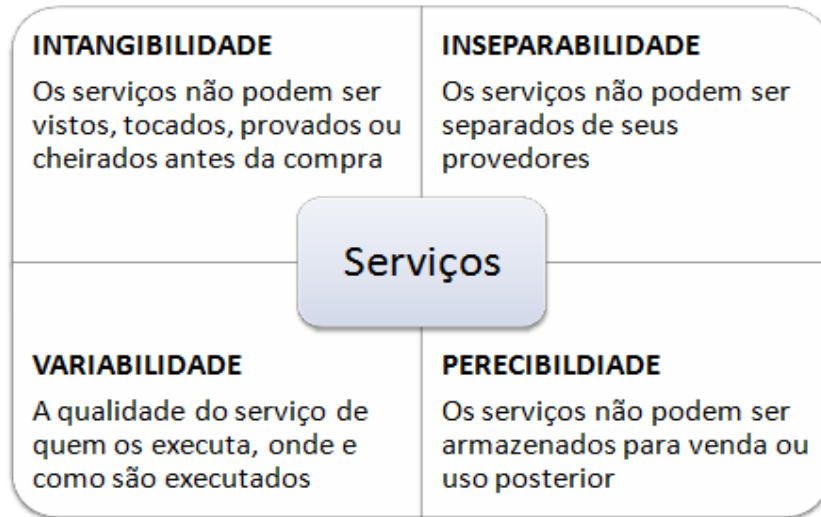 INTANGIBILIDADE
Os serviços não podem ser
vistos, tocados, provados ou
cheirados antes da compra
INSEPARABILIDADE
Os serviços não podem ser
separados de seus
provedores
Serviços
VARIABILIDADE
A qualidade do serviço de
quem os executa, onde e
como são executados
PERECIBILDIADE
Os serviços não podem ser
armazenados para venda ou
uso posterior